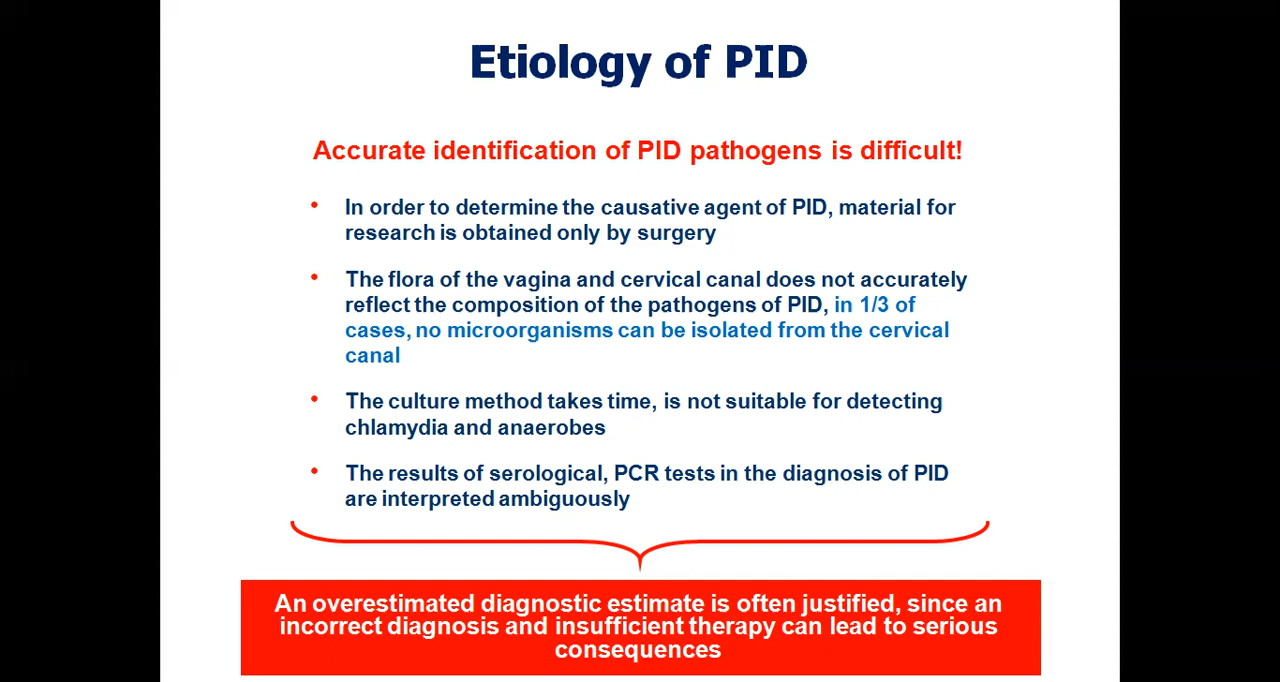 Etiology of PID
Accurate identification of PID pathogens is difficult!
• In order to determine the causative agent of PID, material for
research is obtained only by surgery
• The flora of the vagina and cervical canal does not accurately
reflect the composition of the pathogens of PID, in 1/3 of
cases, no microorganisms can be isolated from the cervical
canal
• The culture method takes time, is not suitable for detecting
chlamydia and anaerobes
• The results of serological, PCR tests in the diagnosis of PID
are interpreted ambiguously
An overestimated diagnostic estimate is often justified, since an
incorrect diagnosis and insufficient therapy can lead to serious
consequences